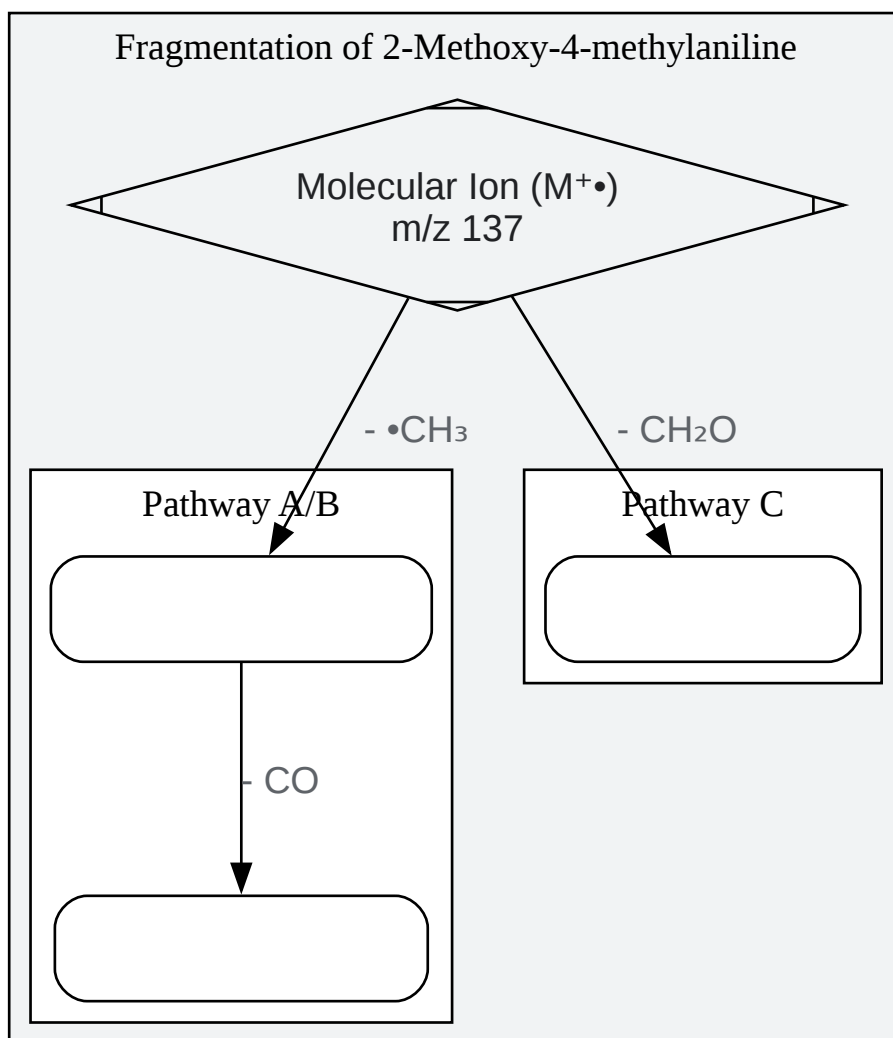 Fragmentation of 2-Methoxy-4-methylaniline
Molecular Ion (M⁺•)
m/z 137
- •CH₃
- CH₂O
Pathway A/B
Pathway C
- CO